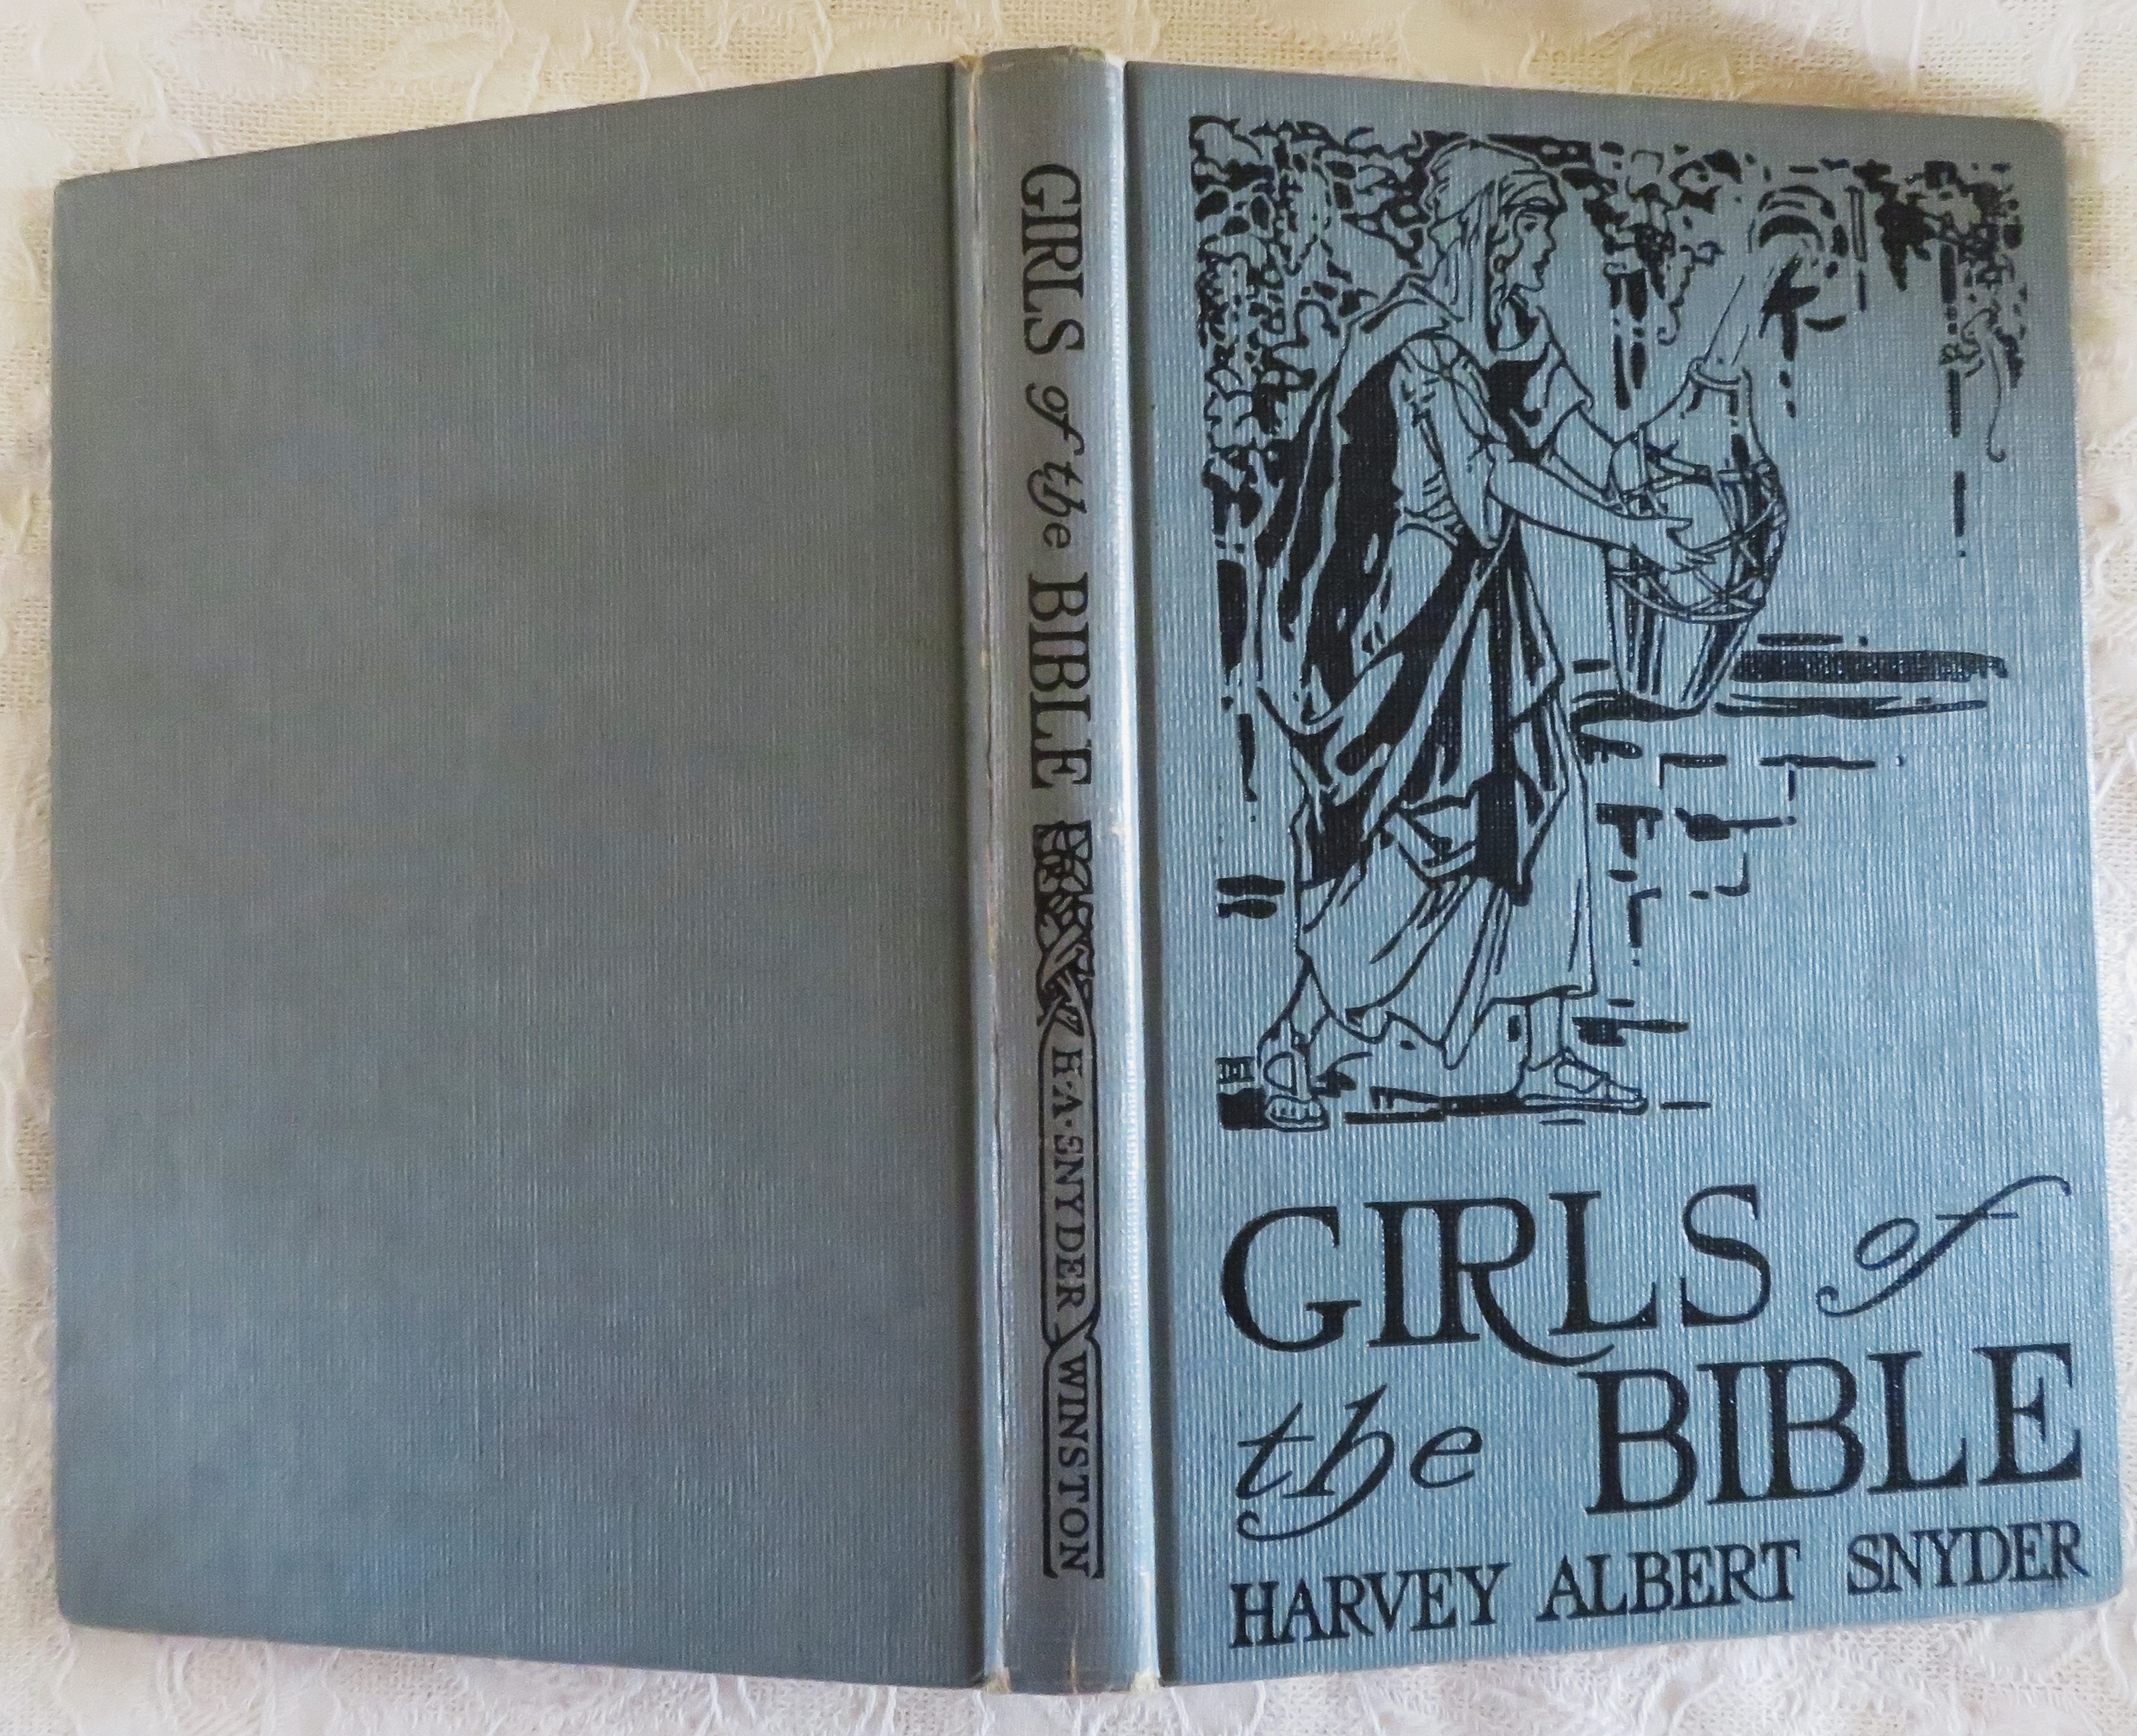 GIRLS of the BIBLE
H·A·SNYDER
WINSTON
GIRLS of
the BIBLE
HARVEY ALBERT SNYDER